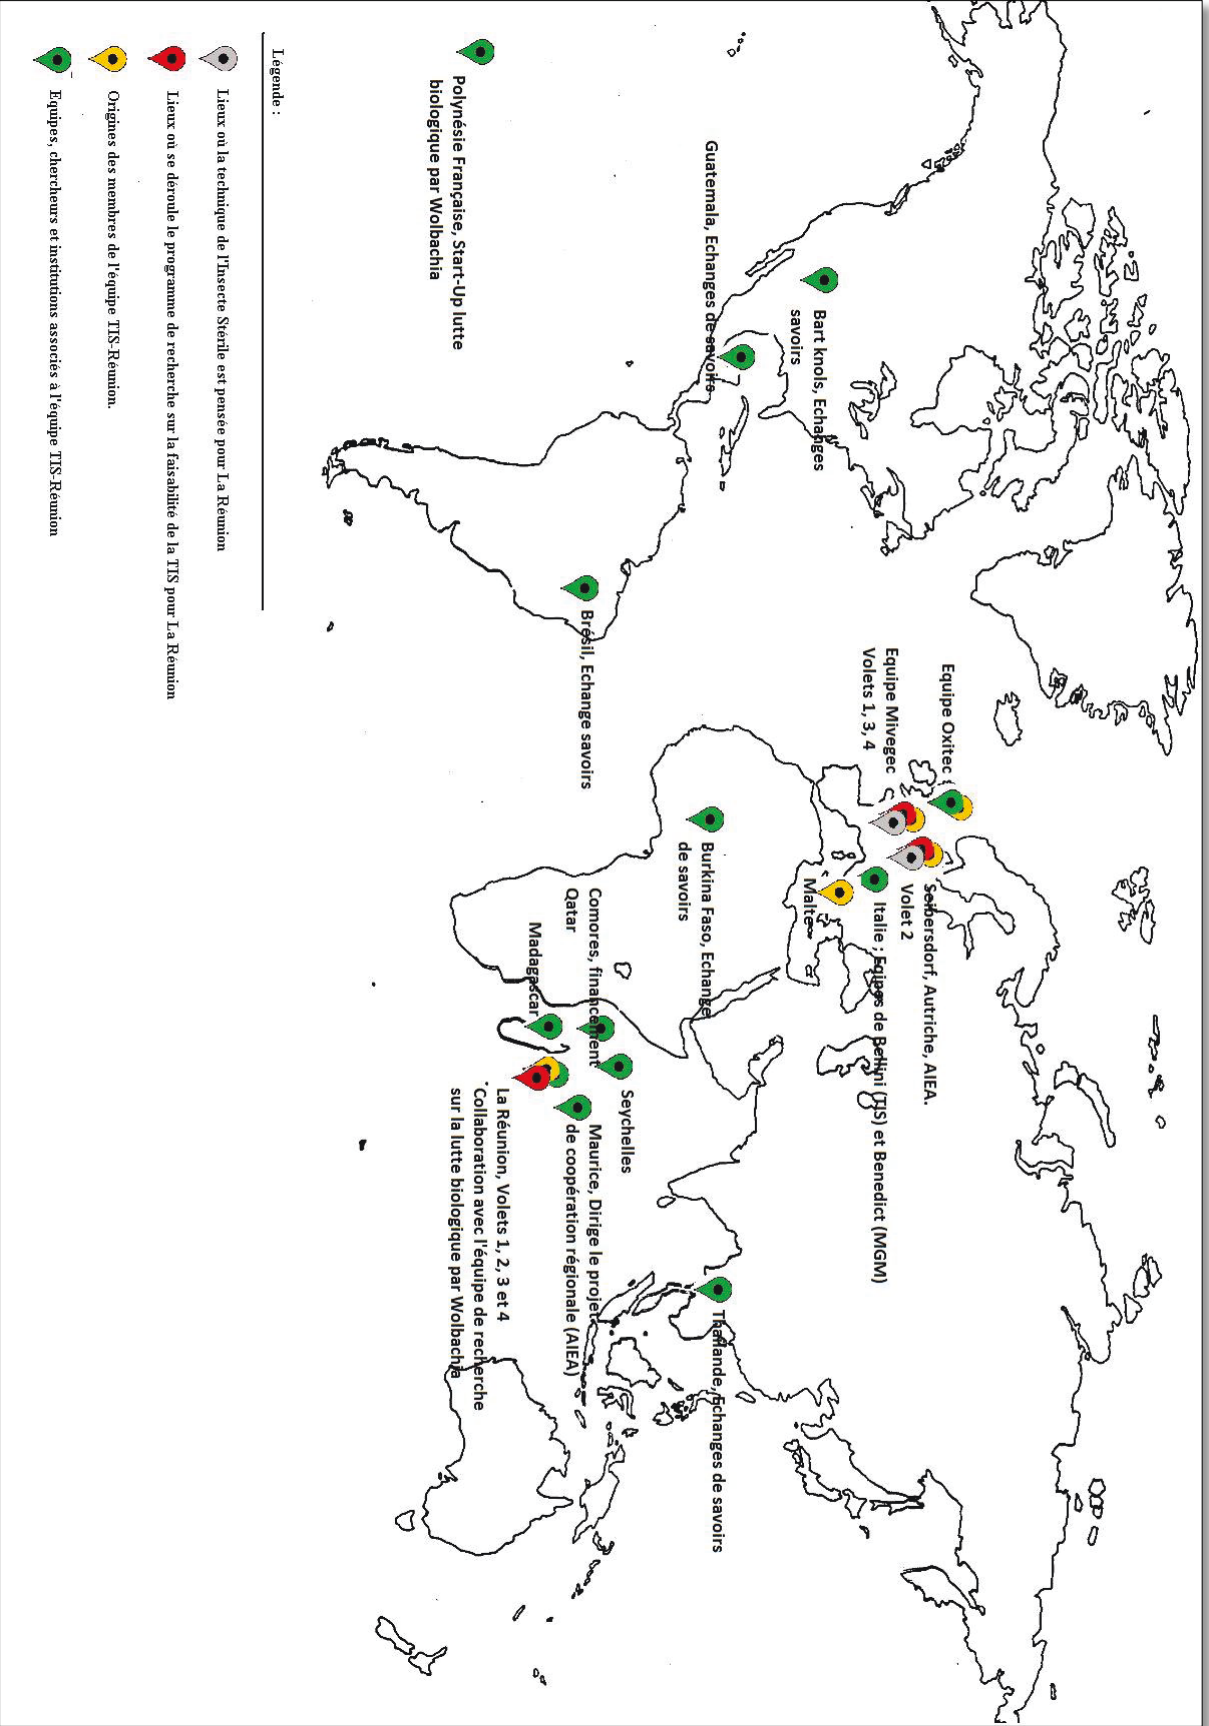 Equipe Oxitec
Equipe Mivegec
Volets 1, 3, 4
Seibersdorf, Autriche, AIEA.
Volet 2
Italie ; Eqipes de Bellini (TIS) et Benedict (MGM)
Malte
Bart knols, Echanges
savoirs
Guatemala, Echanges de savoirs
Burkina Faso, Echange
de savoirs
Thaïlande, Echanges de savoirs
Polynésie Française, Start-Up lutte
biologique par Wolbachia
Brésil, Echange savoirs
Comores, financement
Qatar
Madagascar
Seychelles
Maurice, Dirige le projet
de coopération régionale (AIEA)
La Réunion, Volets 1, 2, 3 et 4
Collaboration avec l'équipe de recherche
sur la lutte biologique par Wolbachia
Légende :
Lieux où la technique de l'Insecte Stérile est pensée pour La Réunion
Lieux où se déroule le programme de recherche sur la faisabilité de la TIS pour La Réunion
Origines des membres de l'équipe TIS-Réunion.
Equipes, chercheurs et institutions associés à l'équipe TIS-Réunion